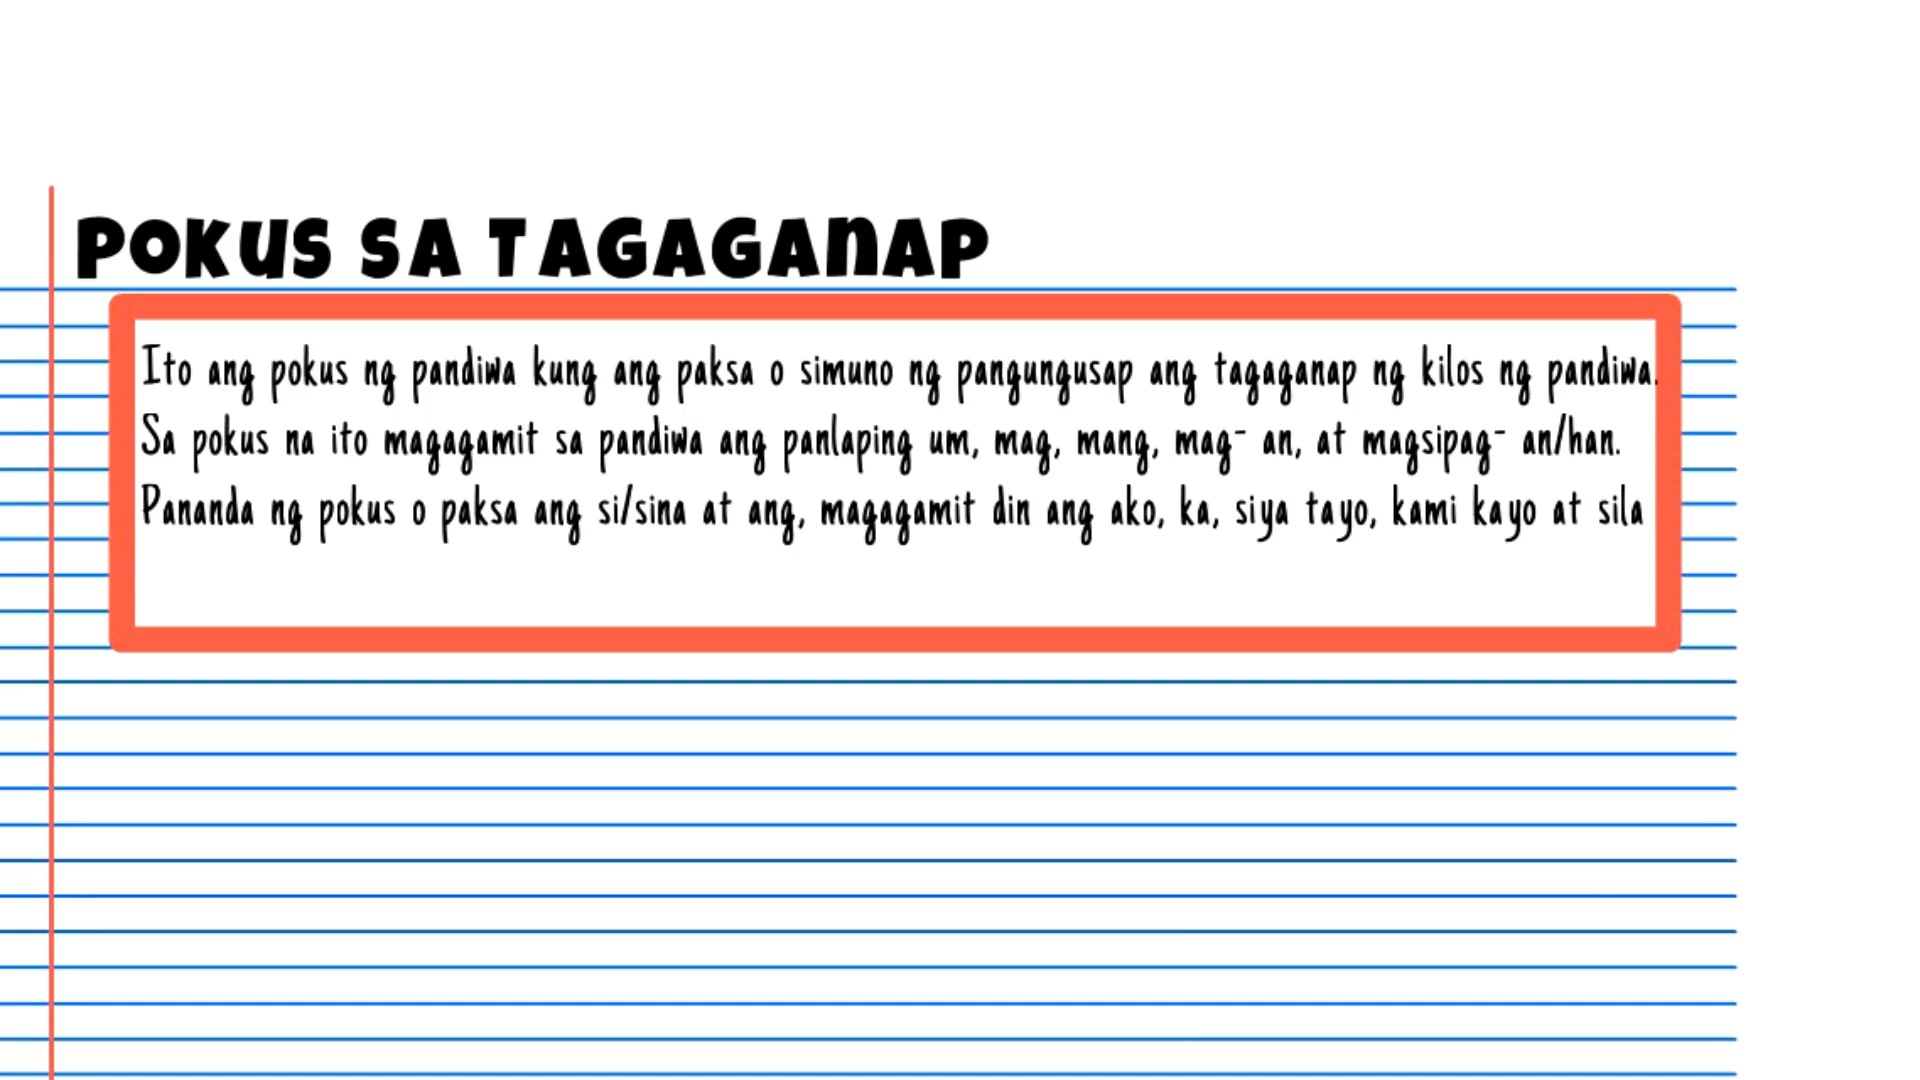 POKUS SA TAGAGANAP
Ito ang pokus ng pandiwa kung ang paksa o simuno ng pangungusap ang tagaganap ng kilos ng pandiwa.
Sa pokus na ito magagamit sa pandiwa ang panlaping um, mag, mang, mag- an, at magsipag- an/han.
Pananda ng pokus o paksa ang si/sina at ang, magagamit din ang ako, ka, siya tayo, kami kayo at sila